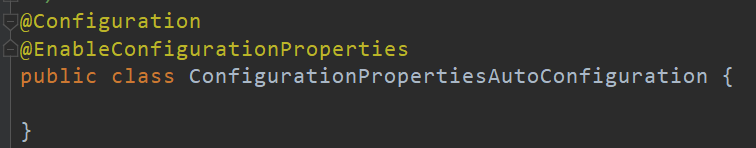 @Configuration
@EnableConfigurationProperties
public class ConfigurationPropertiesAutoConfiguration {
}